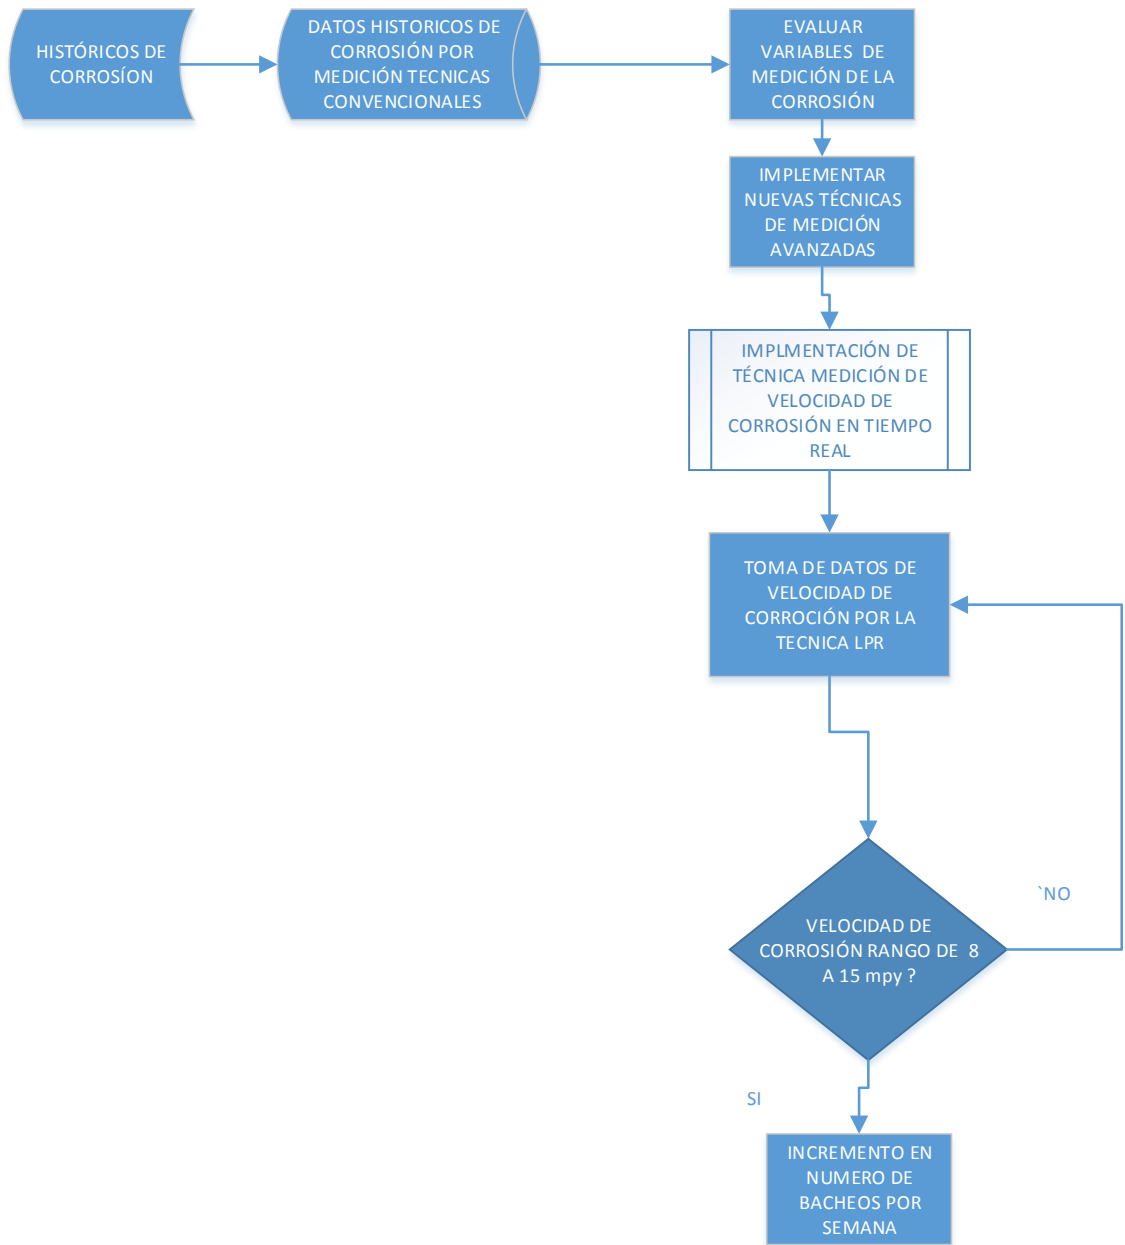 HISTÓRICOS DE
CORROSÍON
DATOS HISTORICOS DE
CORROSIÓN POR
MEDICIÓN TECNICAS
CONVENCIONALES
EVALUAR
VARIABLES DE
MEDICIÓN DE LA
CORROSIÓN
IMPLEMENTAR
NUEVAS TÉCNICAS
DE MEDICIÓN
AVANZADAS
IMPLMENTACIÓN DE
TÉCNICA MEDICIÓN DE
VELOCIDAD DE
CORROSIÓN EN TIEMPO
REAL
TOMA DE DATOS DE
VELOCIDAD DE
CORROCIÓN POR LA
TECNICA LPR
`NO
VELOCIDAD DE
CORROSIÓN RANGO DE 8
A 15 mpy ?
SI
INCREMENTO EN
NUMERO DE
BACHEOS POR
SEMANA